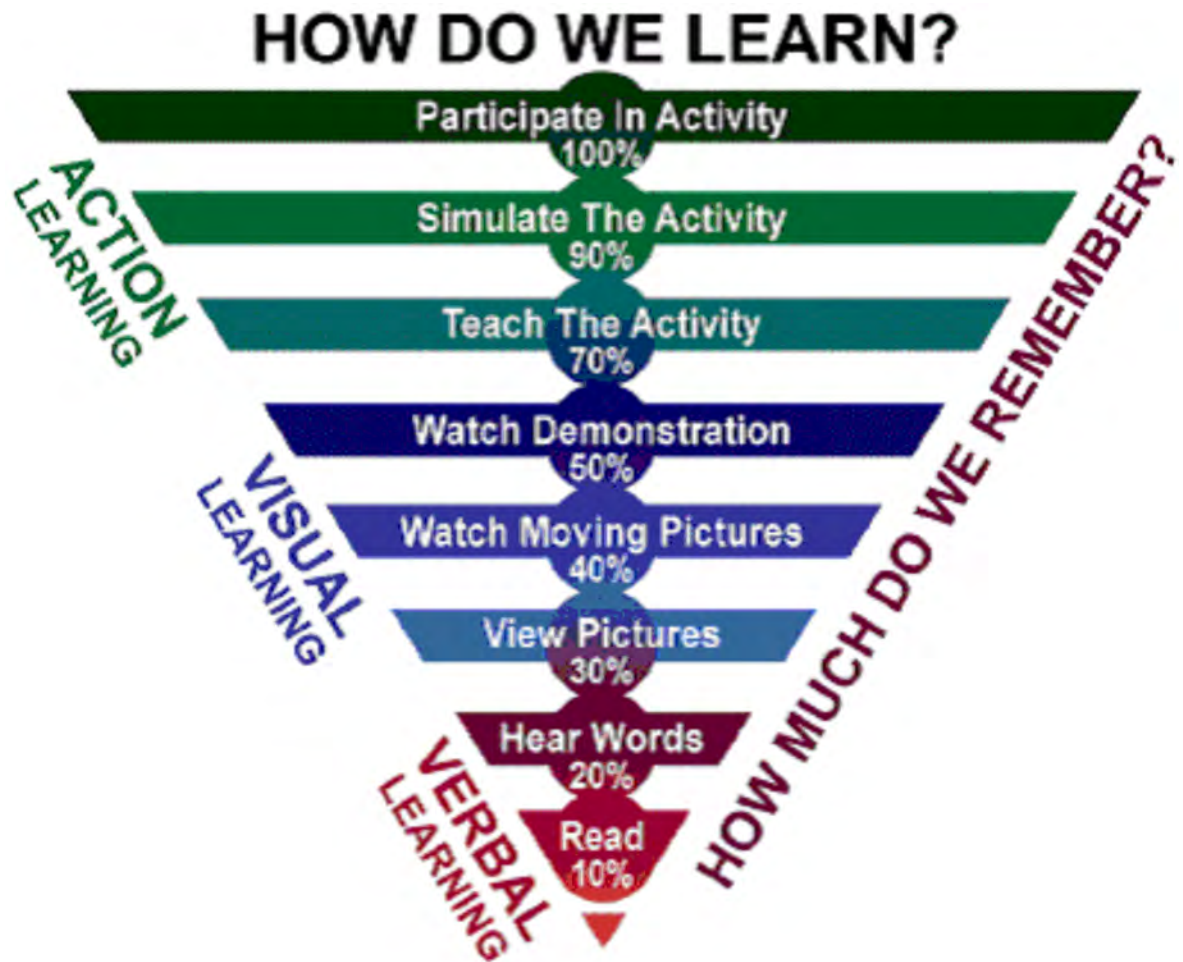 HOW DO WE LEARN?
Participate In Activity
100%
Simulate The Activity
90%
Teach The Activity
70%
ACTION
LEARNING
Watch Demonstration
50%
Watch Moving Pictures
40%
View Pictures
30%
VISUAL
LEARNING
Hear Words
20%
Read
10%
VERBAL
LEARNING
HOW MUCH DO WE REMEMBER?